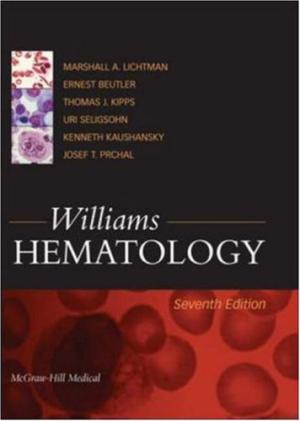 MARSHALL A. LICHTMAN
ERNEST BEUTLER
THOMAS J. KIPPS
URI SELIGSOHN
KENNETH KAUSHANSKY
JOSEF T. PRCHAL
Williams
HEMATOLOGY
Seventh Edition
McGraw-Hill Medical